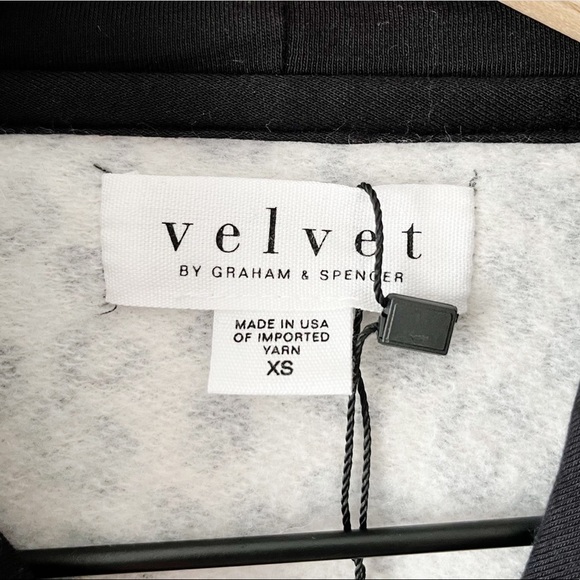 velvet
BY GRAHAM & SPENCER
MADE IN USA
OF IMPORTED
YARN
XS